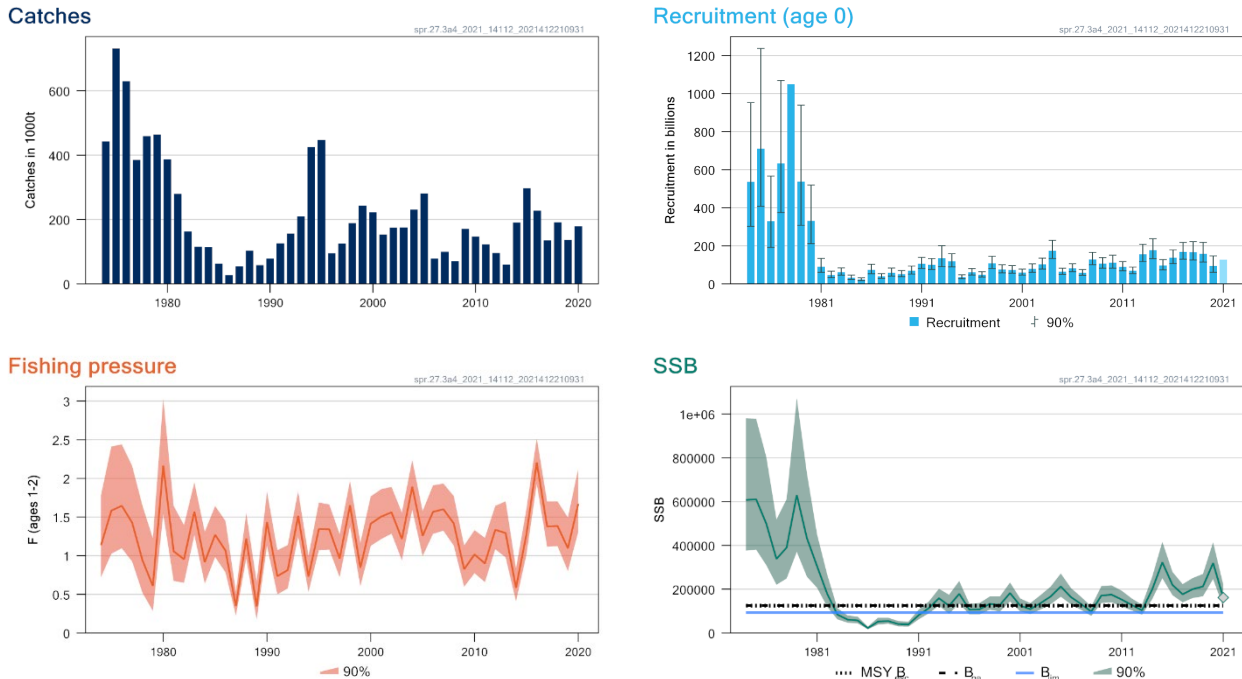 Catches
spr.27.3a4_2021_14112_2021412210931
Catches in 1000t
600
400
200
0
1980
1990
2000
2010
2020
Recruitment (age 0)
spr.27.3a4_2021_14112_2021412210931
Recruitment in billions
1200
1000
800
600
400
200
0
1981
1991
2001
2011
2021
Recruitment 90%
Fishing pressure
spr.27.3a4_2021_14112_2021412210931
F (ages 1-2)
3
2.5
2
1.5
1
0.5
0
1980
1990
2000
2010
2020
90%
SSB
spr.27.3a4_2021_14112_2021412210931
SSB
1e+06
800000
600000
400000
200000
0
1981
1991
2001
2011
2021
MSY B B B 90%